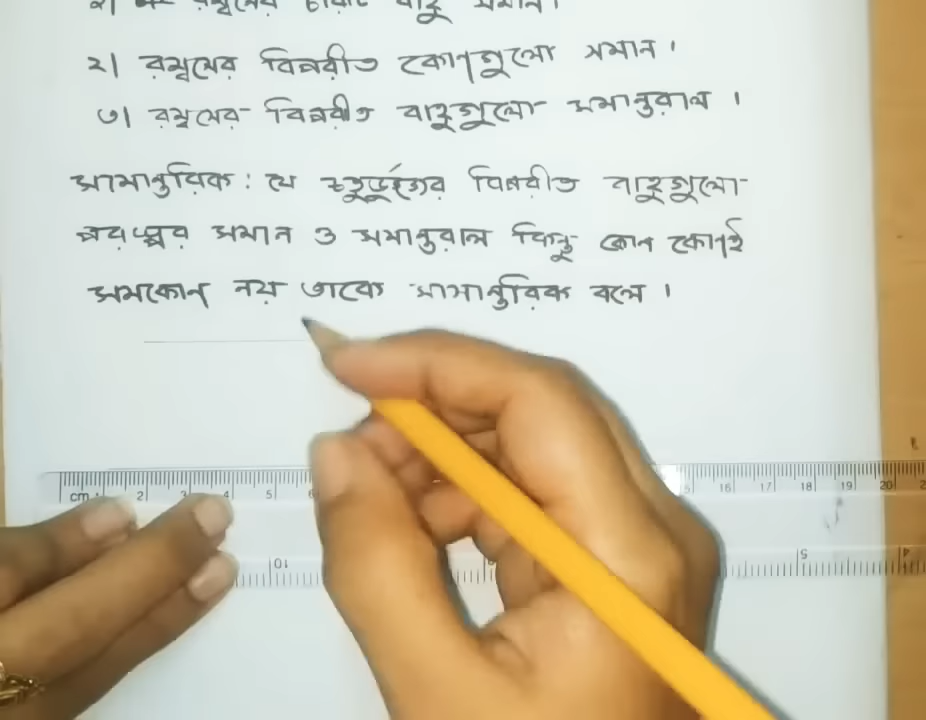 ২। রম্বসের বিপরীত কোণগুলো সমান।
৩। রম্বসের বিপরীত বাহুগুলো সমান্তরাল।
সামান্তরিক: যে চতুর্ভুজের বিপরীত বাহুগুলো
পরস্পর সমান ও সমান্তরাল কিন্তু কোন কোণই
সমকোণ নয় তাকে সামান্তরিক বলে।
cm 2 3 4 5 6 15 16 17 18 19 20 2
10 5 4